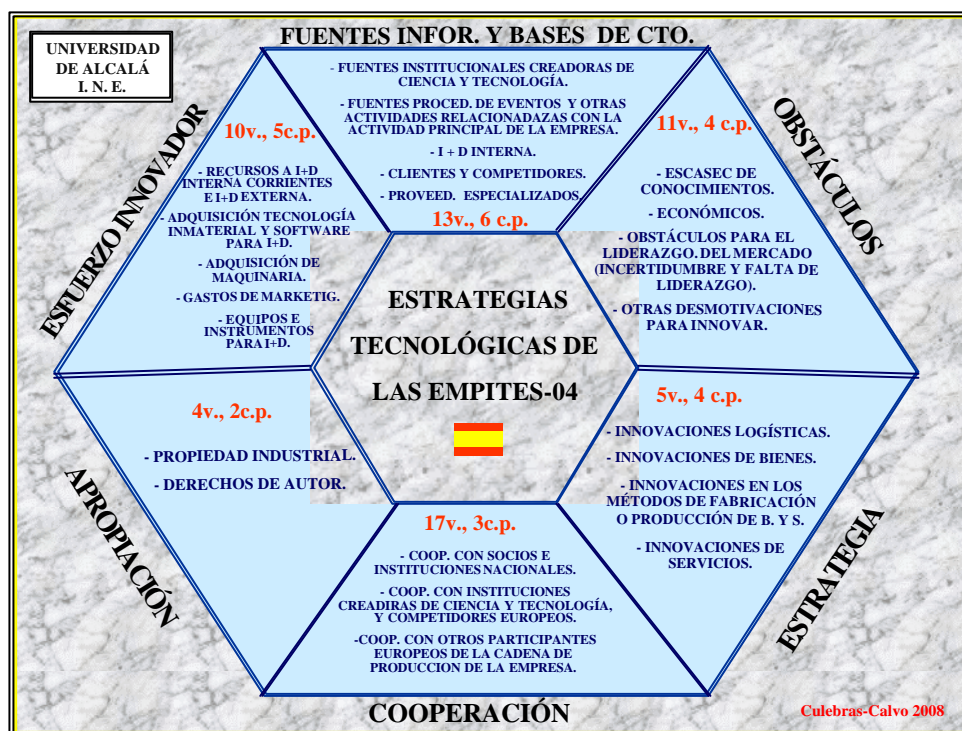 UNIVERSIDAD
DE ALCALÁ
I. N. E.
FUENTES INFOR. Y BASES DE CTO.
- FUENTES INSTITUCIONALES CREADORAS DE
CIENCIA Y TECNOLOGÍA.
- FUENTES PROCED. DE EVENTOS Y OTRAS
ACTIVIDADES RELACIONADAZAS CON LA
ACTIVIDAD PRINCIPAL DE LA EMPRESA.
- I + D INTERNA.
- CLIENTES Y COMPETIDORES.
- PROVEED. ESPECIALIZADOS.
13v., 6 c.p.
OBSTÁCULOS
11v., 4 c.p.
- ESCASEC DE
CONOCIMIENTOS.
- ECONÓMICOS.
- OBSTÁCULOS PARA EL
LIDERAZGO. DEL MERCADO
(INCERTIDUMBRE Y FALTA DE
LIDERAZGO).
- OTRAS DESMOTIVACIONES
PARA INNOVAR.
ESFUERZO INNOVADOR
10v., 5c.p.
- RECURSOS A I+D
INTERNA CORRIENTES
E I+D EXTERNA.
- ADQUISICIÓN TECNOLOGÍA
INMATERIAL Y SOFTWARE
PARA I+D.
- ADQUISICIÓN DE
MAQUINARIA.
- GASTOS DE MARKETIG.
- EQUIPOS E
INSTRUMENTOS
PARA I+D.
ESTRATEGIAS
TECNOLÓGICAS DE
LAS EMPITES-04
APROPIACIÓN
4v., 2c.p.
- PROPIEDAD INDUSTRIAL.
- DERECHOS DE AUTOR.
5v., 4 c.p.
- INNOVACIONES LOGÍSTICAS.
- INNOVACIONES DE BIENES.
- INNOVACIONES EN LOS
MÉTODOS DE FABRICACIÓN
O PRODUCCIÓN DE B. Y S.
- INNOVACIONES DE
SERVICIOS.
ESTRATEGIA
17v., 3c.p.
- COOP. CON SOCIOS E
INSTITUCIONES NACIONALES.
- COOP. CON INSTITUCIONES
CREADIRAS DE CIENCIA Y TECNOLOGÍA,
Y COMPETIDORES EUROPEOS.
-COOP. CON OTROS PARTICIPANTES
EUROPEOS DE LA CADENA DE
PRODUCCION DE LA EMPRESA.
COOPERACIÓN
Culebras-Calvo 2008